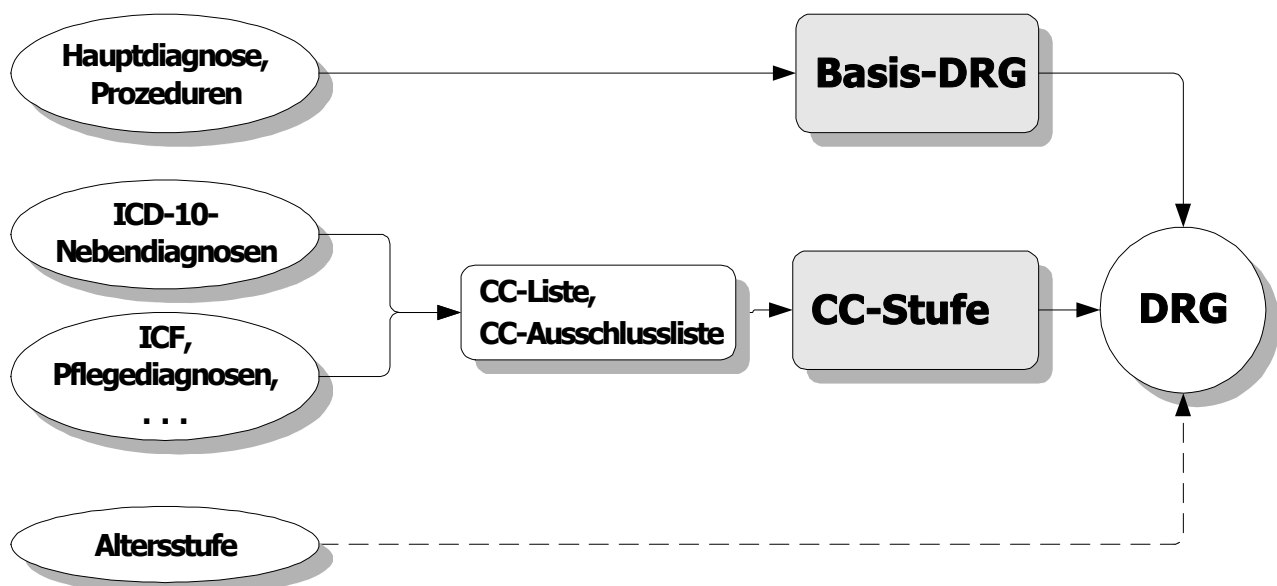 Hauptdiagnose,
Prozeduren
Basis-DRG
ICD-10-
Nebendiagnosen
CC-Liste,
CC-Ausschlussliste
CC-Stufe
DRG
ICF,
Pflegediagnosen,
. . .
Altersstufe